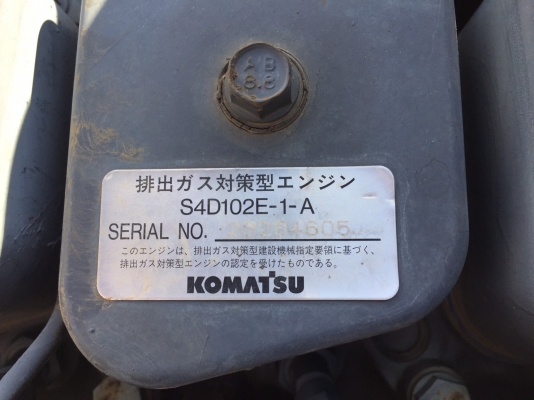 AB
8.8
排出ガス対策型エンジン
S4D102E-1-A
SERIAL NO.
このエンジンは、排出ガス対策型建設機械指定要領に基づく、
排出ガス対策型エンジンの認定を受けたものである。
KOMATSU